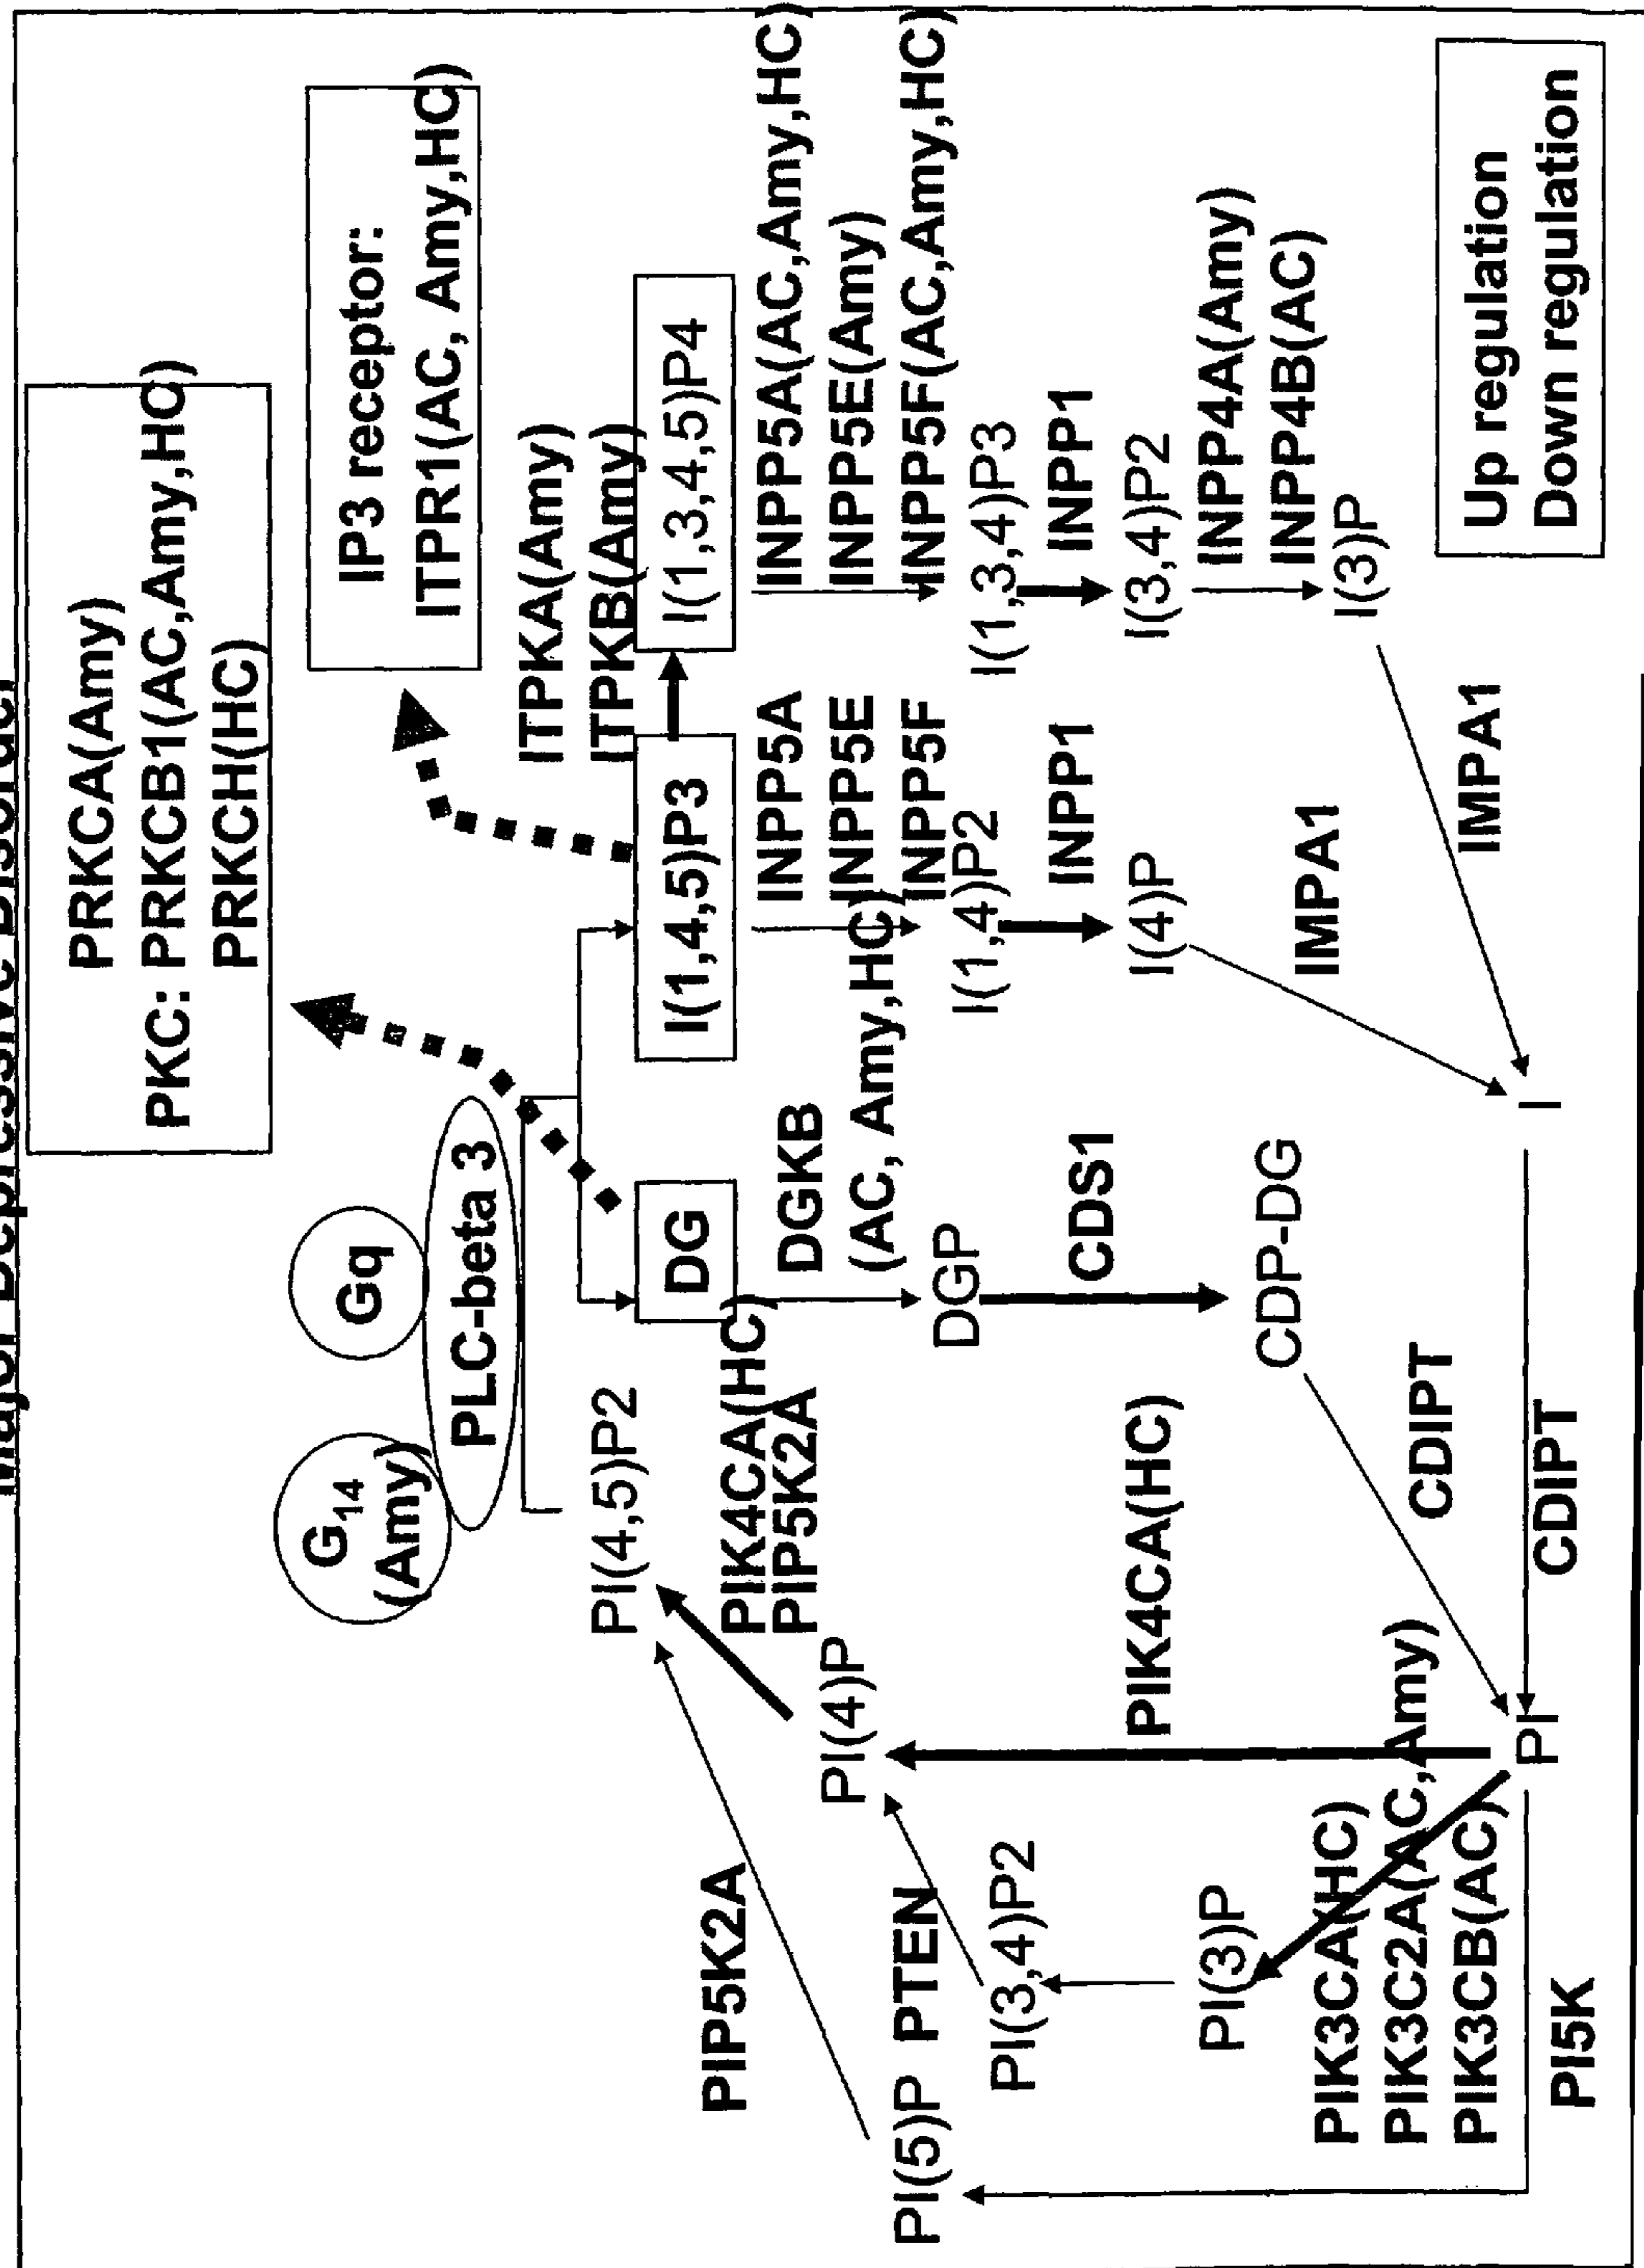 Major Depressive Disorder
PRKCA(Amy)
PKC: PRKCB1(AC,Amy,HC)
PRKCH(HC)
G14
(Amy)
Gq
PLC-beta 3
IP3 receptor:
ITPR1(AC, Amy,HC)
ITPKA(Amy)
ITPKB(Amy)
PI(4,5)P2
DG
I(1,4,5)P3
I(1,3,4,5)P4
PIP5K2A
PIK4CA(HC)
PIP5K2A
DGKB
(AC, Amy,HC)
INPP5A
INPP5E
INPP5F
INPP5A(AC,Amy,HC)
INPP5E(Amy)
INPP5F(AC,Amy,HC)
PI(4)P
PI(5)P
PTEN
DGP
I(1,4)P2
I(1,3,4)P3
PI(3,4)P2
CDS1
INPP1
INPP1
PIK4CA(HC)
I(4)P
I(3,4)P2
PI(3)P
CDP-DG
INPP4A(Amy)
INPP4B(AC)
IMPA1
I(3)P
PIK3CA(HC)
PIK3C2A(AC,Amy)
PIK3CB(AC)
CDIPT
IMPA1
PI
I
PI5K
CDIPT
Up regulation
Down regulation